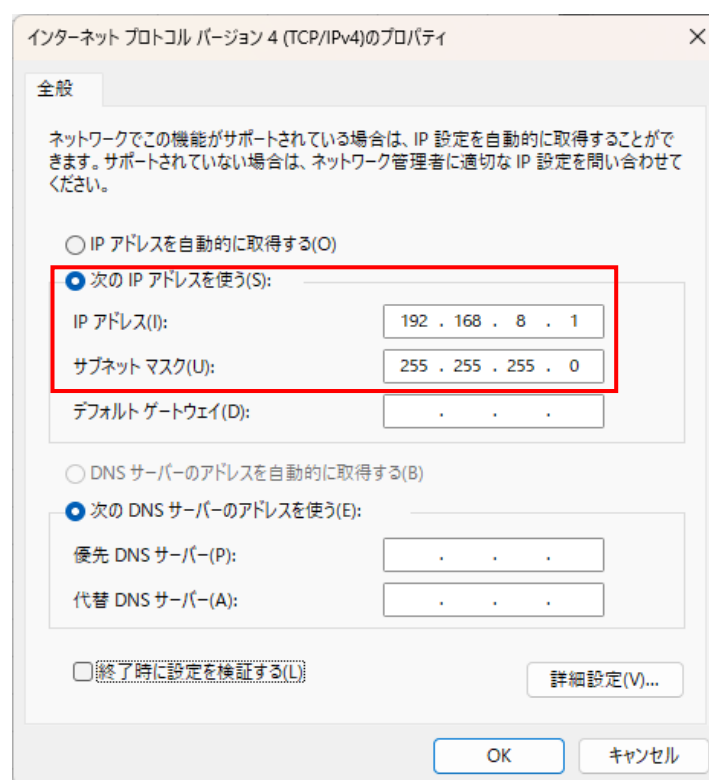 インターネット プロトコル バージョン 4 (TCP/IPv4)のプロパティ
全般
ネットワークでこの機能がサポートされている場合は、IP 設定を自動的に取得することがで
きます。サポートされていない場合は、ネットワーク管理者に適切な IP 設定を問い合わせて
ください。
IP アドレスを自動的に取得する(O)
次の IP アドレスを使う(S):
IP アドレス(I): 192 . 168 . 8 . 1
サブネット マスク(U): 255 . 255 . 255 . 0
デフォルト ゲートウェイ(D): . . .
DNS サーバーのアドレスを自動的に取得する(B)
次の DNS サーバーのアドレスを使う(E):
優先 DNS サーバー(P): . . .
代替 DNS サーバー(A): . . .
終了時に設定を検証する(L)
詳細設定(V)...
OK キャンセル